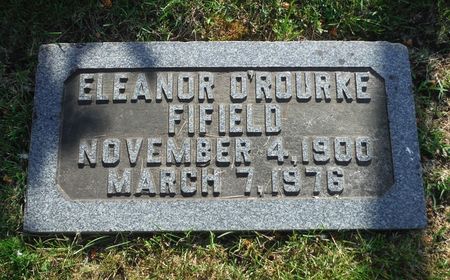 ELEANOR O'ROURKE
FIFIELD
NOVEMBER 4, 1900
MARCH 7, 1976